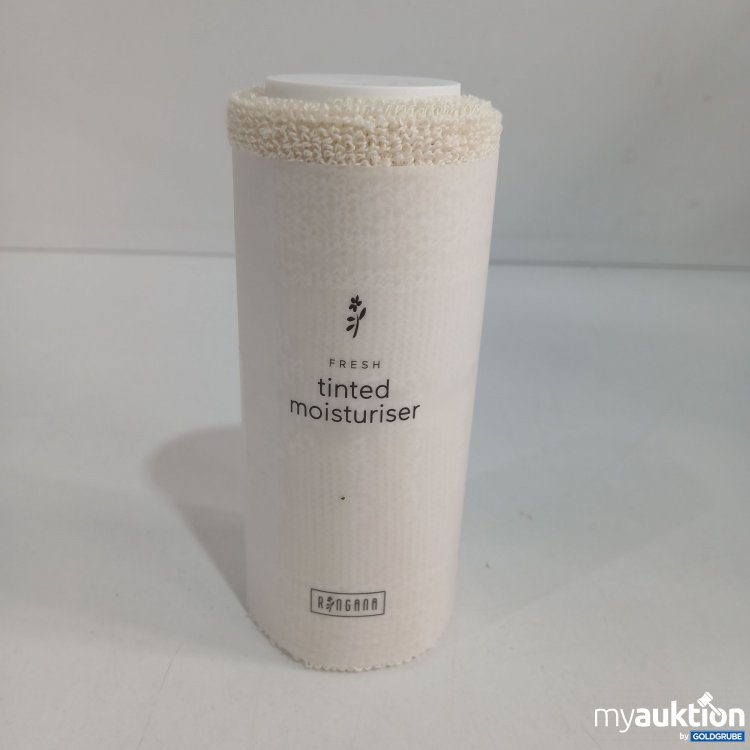 FRESH
tinted
moisturiser
RINGANA
myauktion
by GOLDGRUBE